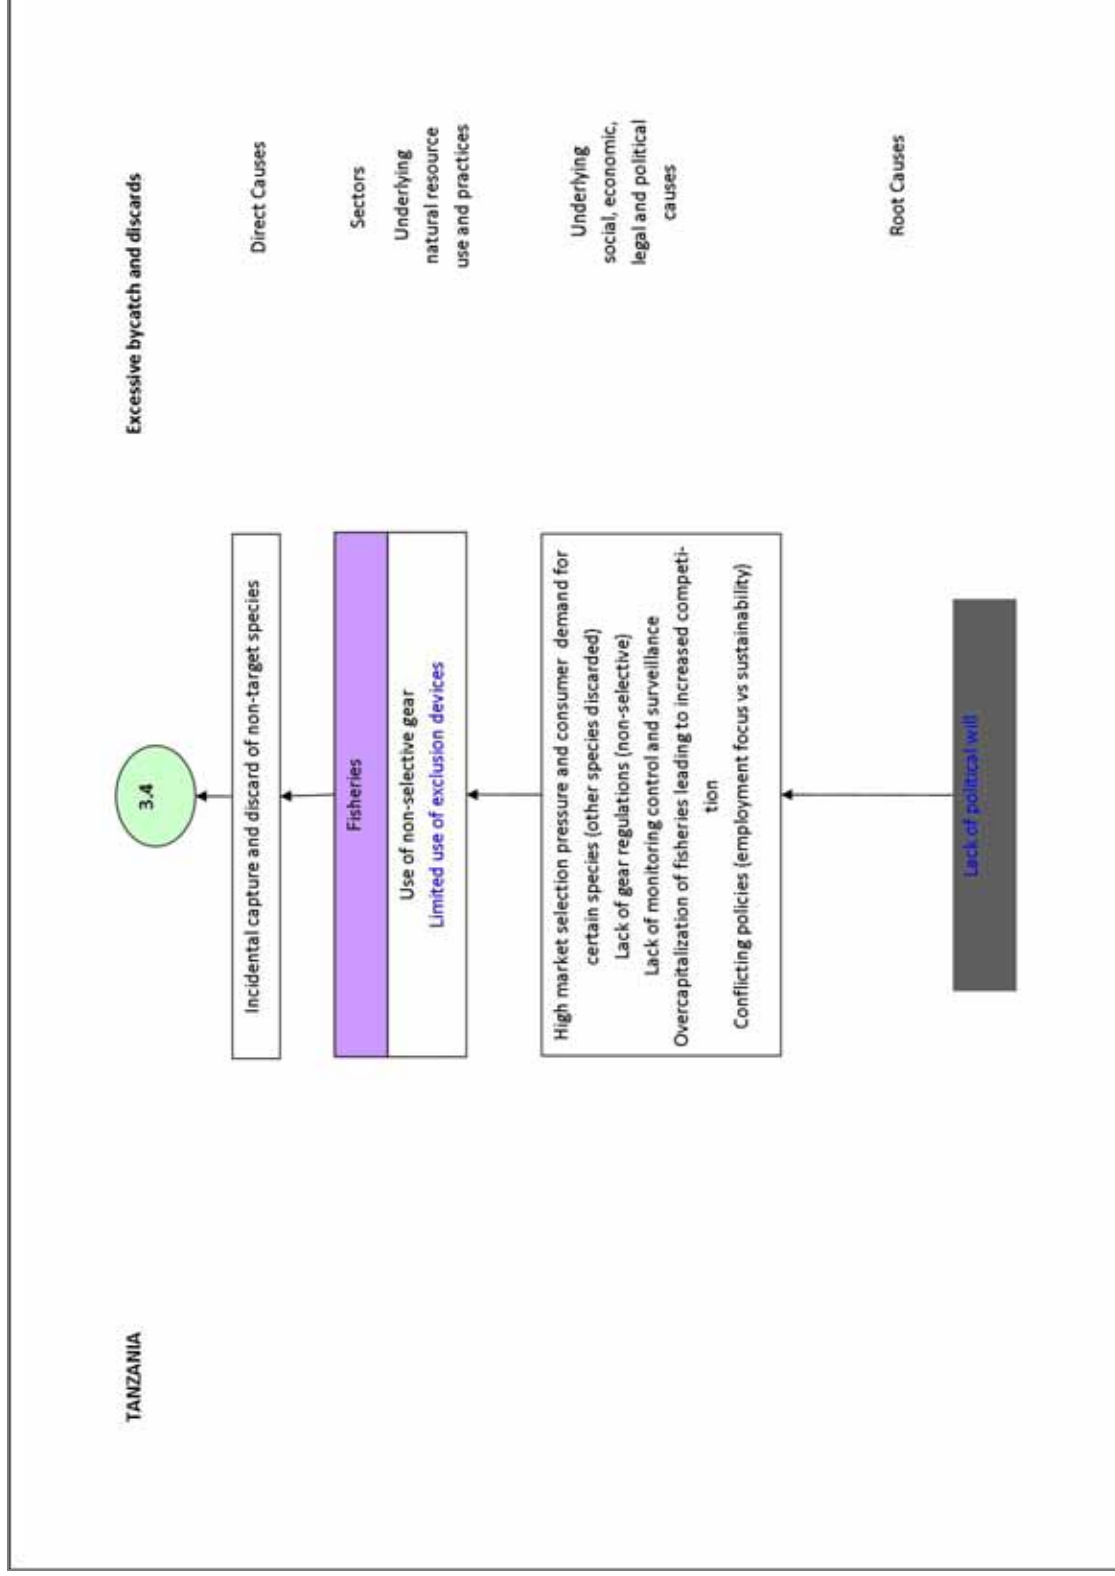 TANZANIA
Excessive bycatch and discards
3.4
Incidental capture and discard of non-target species
Direct Causes
Fisheries
Sectors
Use of non-selective gear
Limited use of exclusion devices
Underlying
natural resource
use and practices
High market selection pressure and consumer demand for
certain species (other species discarded)
Lack of gear regulations (non-selective)
Lack of monitoring control and surveillance
Overcapitalization of fisheries leading to increased competi-
tion
Conflicting policies (employment focus vs sustainability)
Underlying
social, economic,
legal and political
causes
Lack of political will
Root Causes